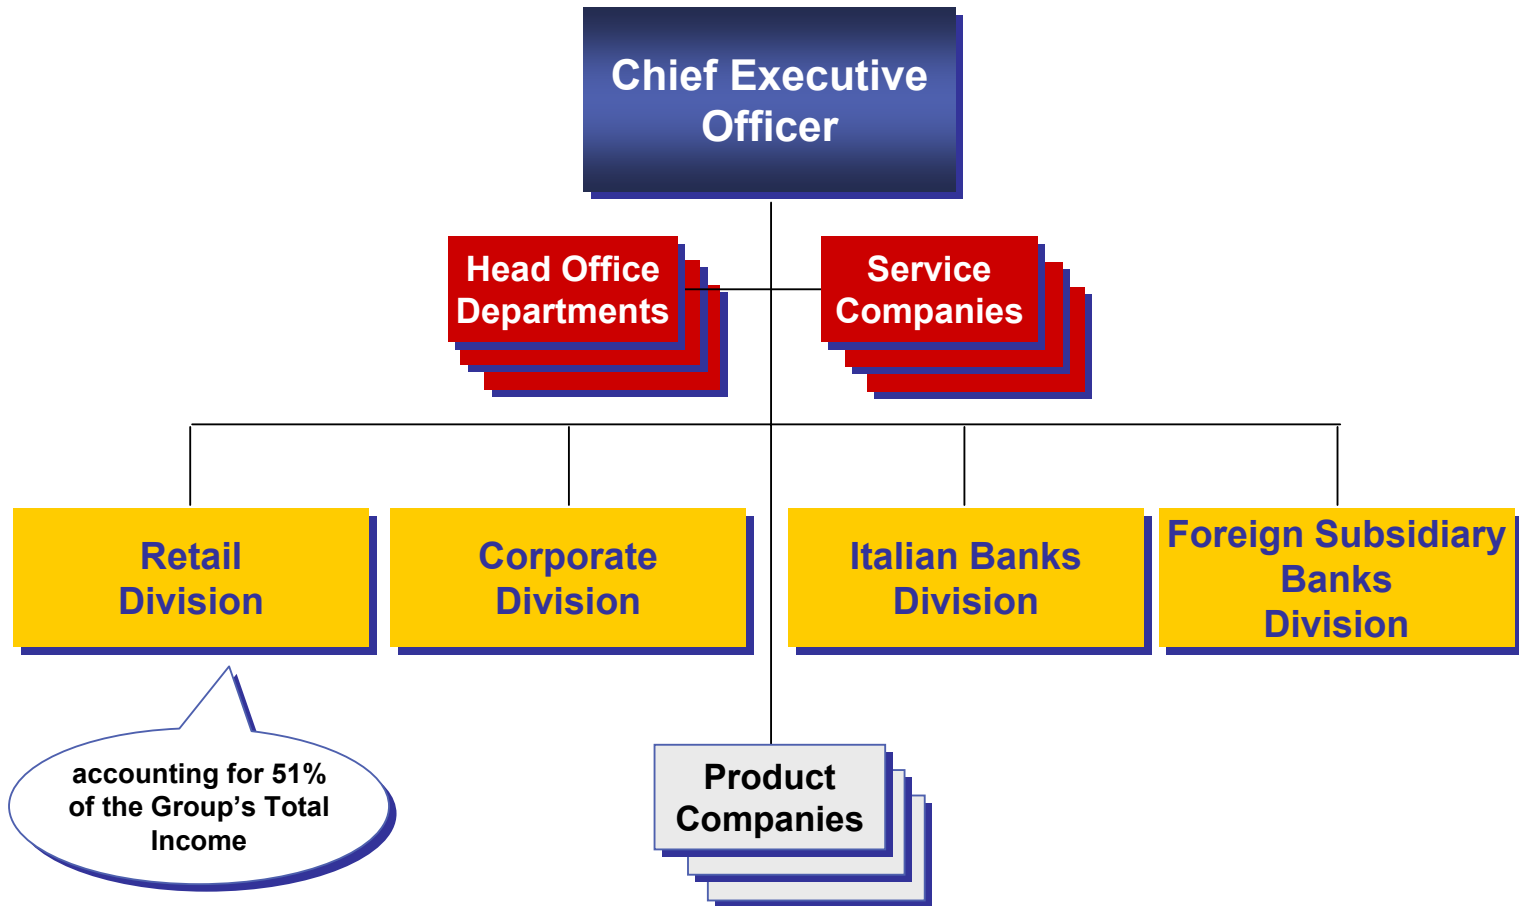 Chief Executive
Officer
Head Office
Departments
Service
Companies
Retail
Division
Corporate
Division
Italian Banks
Division
Foreign Subsidiary
Banks
Division
accounting for 51%
of the Group’s Total
Income
Product
Companies